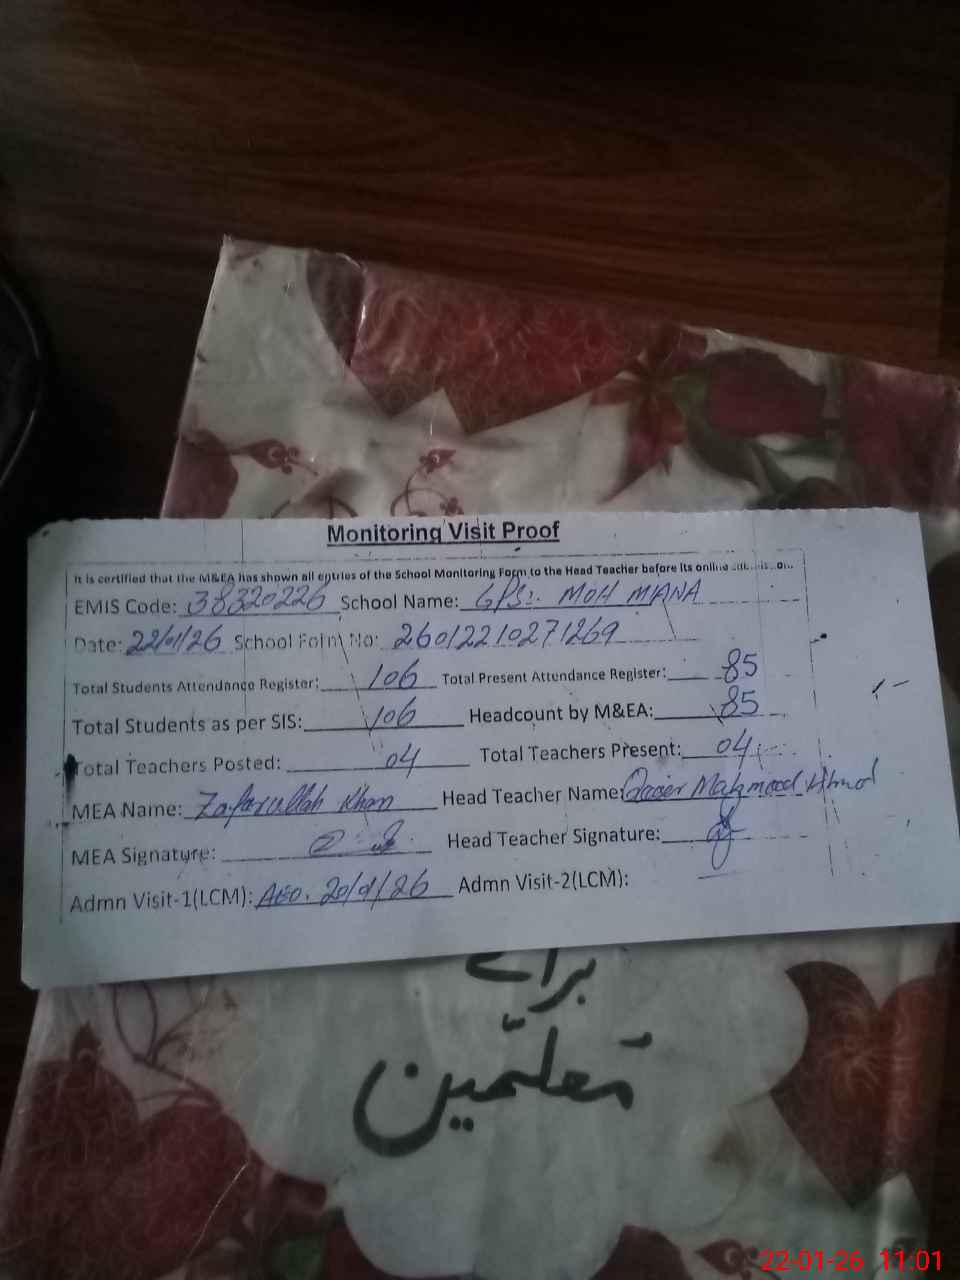 Monitoring Visit Proof
It is certified that the M&EA has shown all entries of the School Monitoring Form to the Head Teacher before its online
EMIS Code: 38320226 School Name: GPS: MOH MIANA
Date: 22/01/26 School Form No: 26012210271269
Total Students Attendance Register: 106 Total Present Attendance Register: 85
Total Students as per SIS: 106 Headcount by M&EA: 85
Total Teachers Posted: 04 Total Teachers Present: 04
MEA Name: Zafarullah Khan Head Teacher Name: Mahmood Ahmad
MEA Signature: Head Teacher Signature:
Admn Visit-1(LCM): AEO. 20/01/26 Admn Visit-2(LCM):
برائے
معلّمین
22-01-26 11:01